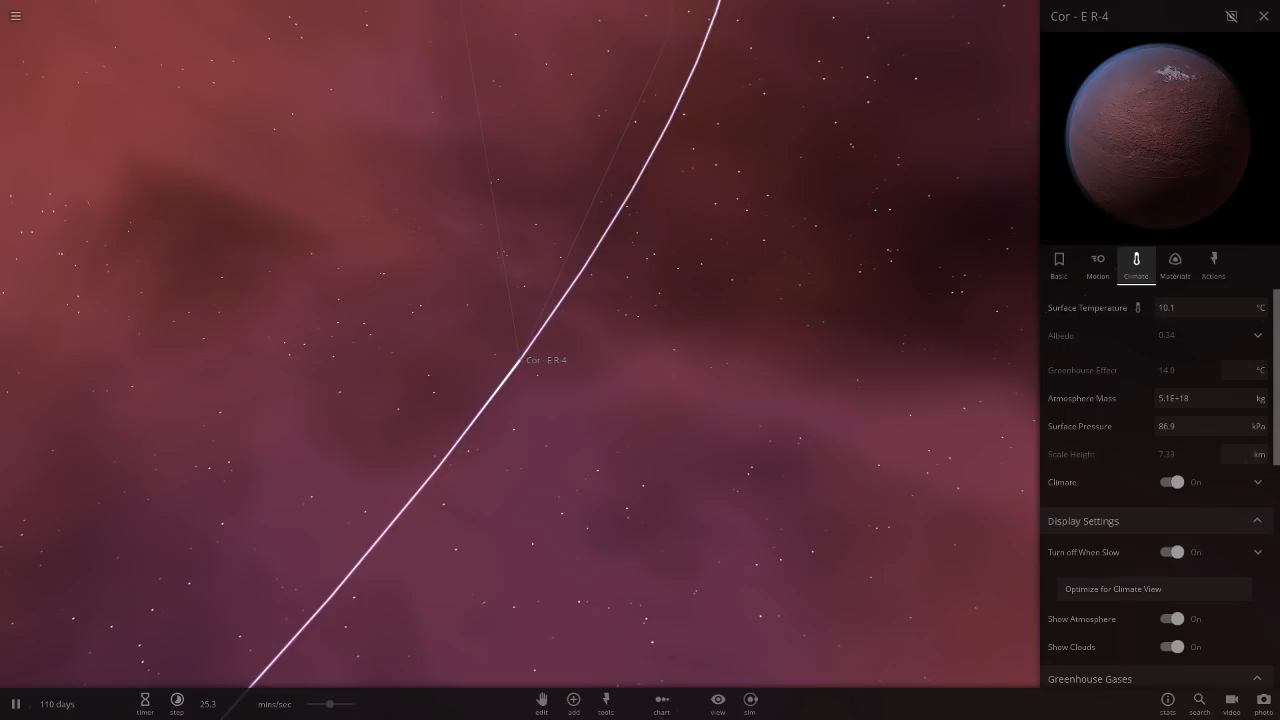 Cor - E R-4
Basic Motion Climate Materials Actions
Surface Temperature 10.1 °C
Albedo 0.34
Cor - E R-4
Greenhouse Effect 14.0 °C
Atmosphere Mass 5.1E+18 kg
Surface Pressure 86.9 kPa
Scale Height 7.33 km
Climate On
Display Settings
Turn off When Slow On
Optimize for Climate View
Show Atmosphere On
Show Clouds On
Greenhouse Gases
110 days timer step 25.3 mins/sec edit add tools chart view sim stats search video photo